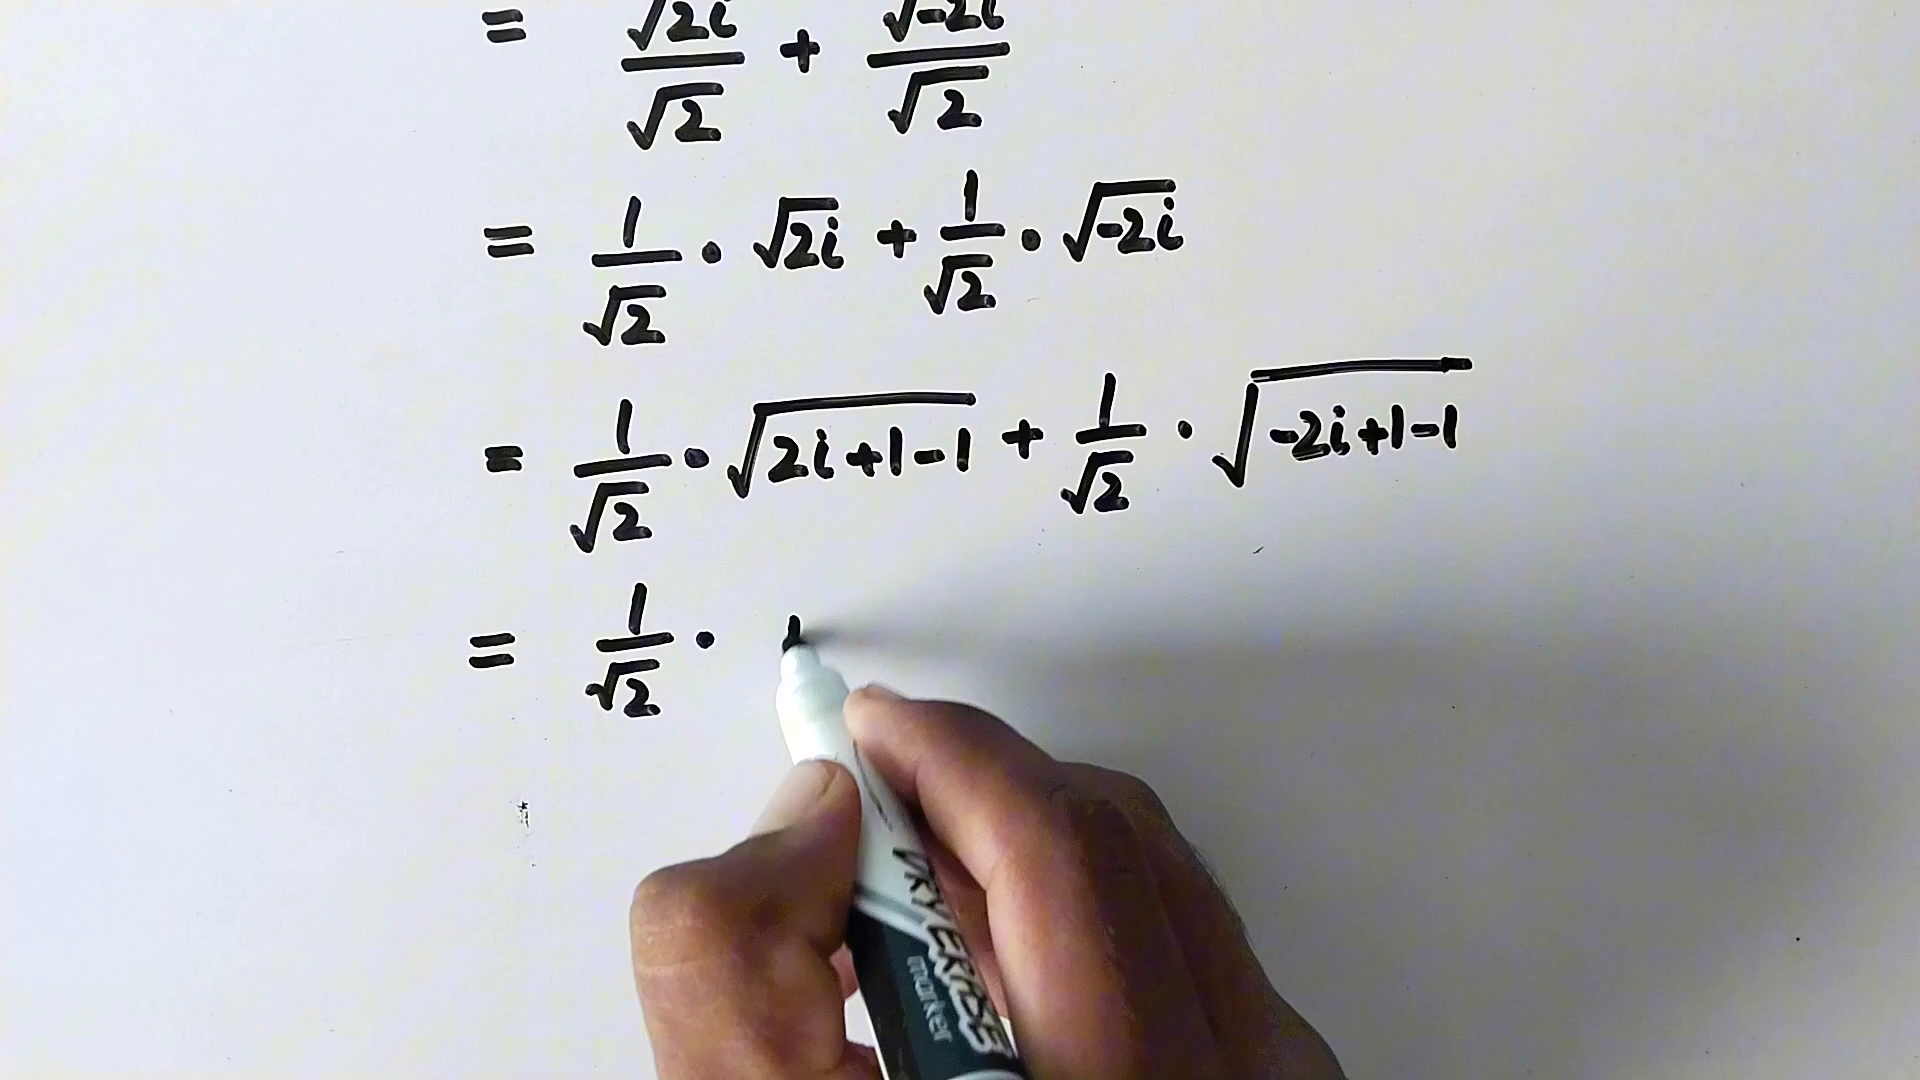 = √2i/√2 + √-2i/√2
= 1/√2 · √2i + 1/√2 · √-2i
= 1/√2 · √2i+1-1 + 1/√2 · √-2i+1-1
= 1/√2 · 1
DRY ERASE
marker